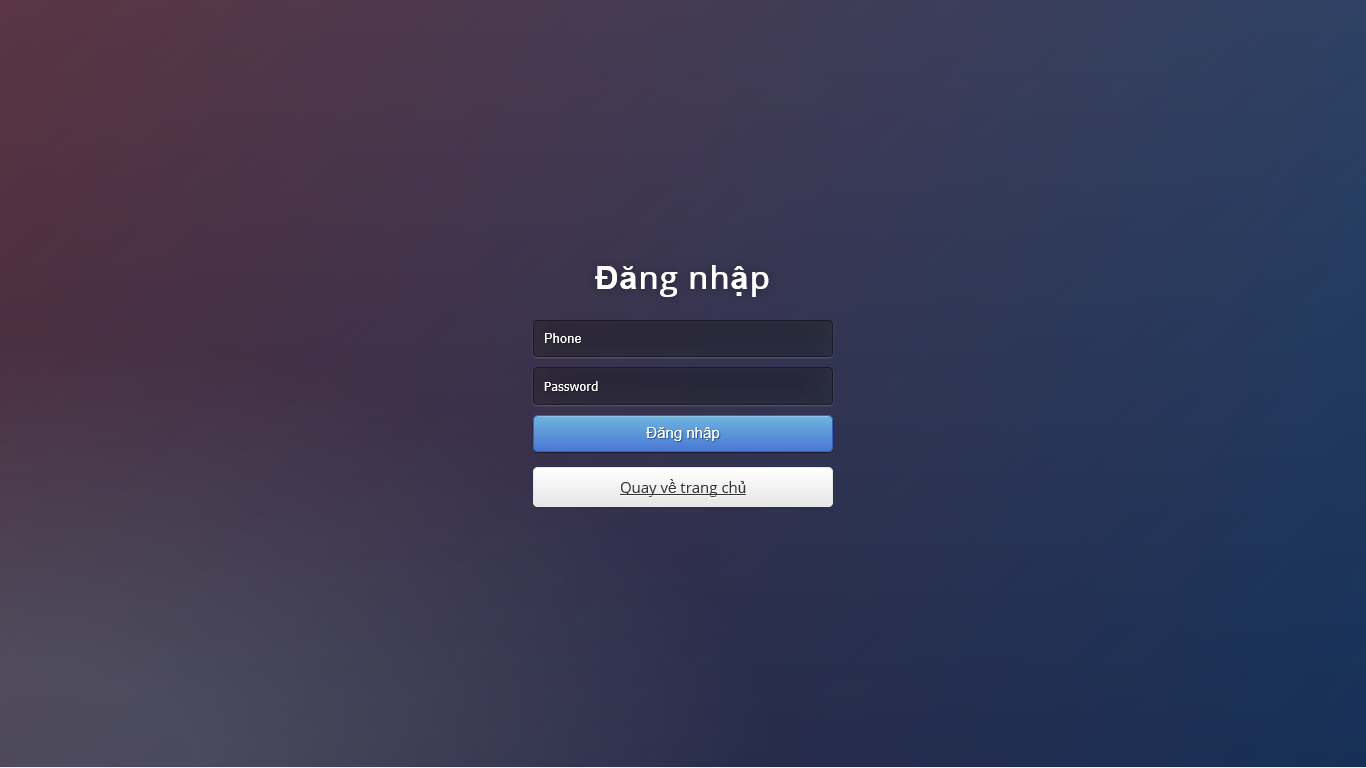 Đăng nhập
Phone
Password
Đăng nhập
Quay về trang chủ